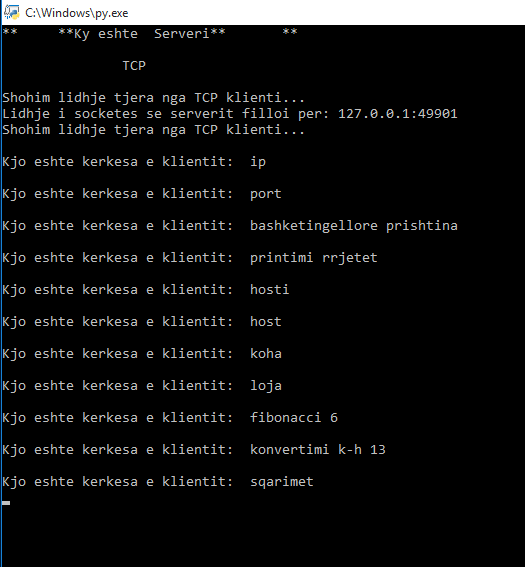 C:\Windows\py.exe
**     **Ky eshte  Serveri**       **
TCP
Shohim lidhje tjera nga TCP klienti...
Lidhje i socketes se serverit filloi per: 127.0.0.1:49901
Shohim lidhje tjera nga TCP klienti...
Kjo eshte kerkesa e klientit:  ip
Kjo eshte kerkesa e klientit:  port
Kjo eshte kerkesa e klientit:  bashketingellore prishtina
Kjo eshte kerkesa e klientit:  printimi rrjetet
Kjo eshte kerkesa e klientit:  hosti
Kjo eshte kerkesa e klientit:  host
Kjo eshte kerkesa e klientit:  koha
Kjo eshte kerkesa e klientit:  loja
Kjo eshte kerkesa e klientit:  fibonacci 6
Kjo eshte kerkesa e klientit:  konvertimi k-h 13
Kjo eshte kerkesa e klientit:  sqarimet